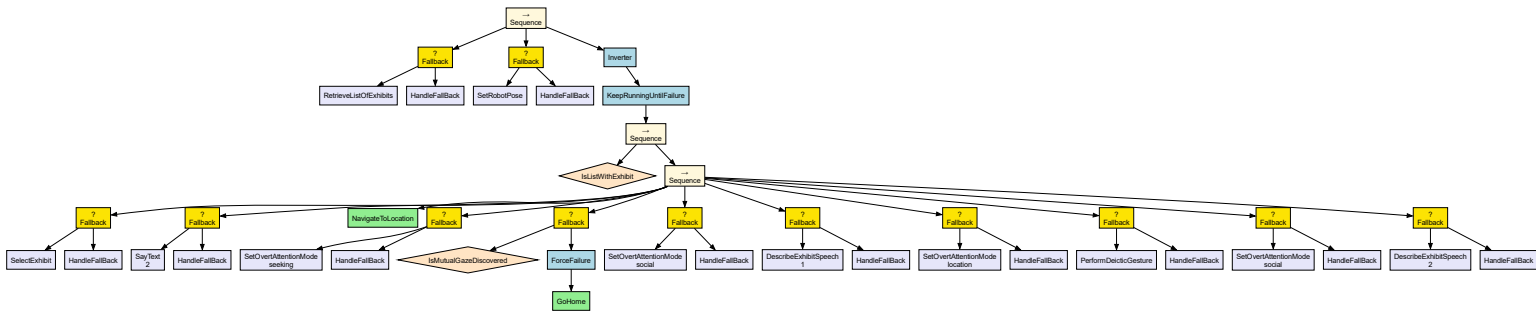 →
Sequence
?
Fallback
?
Fallback
Inverter
RetrieveListOfExhibits
HandleFallBack
SetRobotPose
HandleFallBack
KeepRunningUntilFailure
→
Sequence
IsListWithExhibit
→
Sequence
?
Fallback
?
Fallback
NavigateToLocation
?
Fallback
?
Fallback
?
Fallback
?
Fallback
?
Fallback
?
Fallback
?
Fallback
?
Fallback
SelectExhibit
HandleFallBack
SayText
2
HandleFallBack
SetOvertAttentionMode
seeking
HandleFallBack
IsMutualGazeDiscovered
ForceFailure
SetOvertAttentionMode
social
HandleFallBack
DescribeExhibitSpeech
1
HandleFallBack
SetOvertAttentionMode
location
HandleFallBack
PerformDeicticGesture
HandleFallBack
SetOvertAttentionMode
social
HandleFallBack
DescribeExhibitSpeech
2
HandleFallBack
GoHome